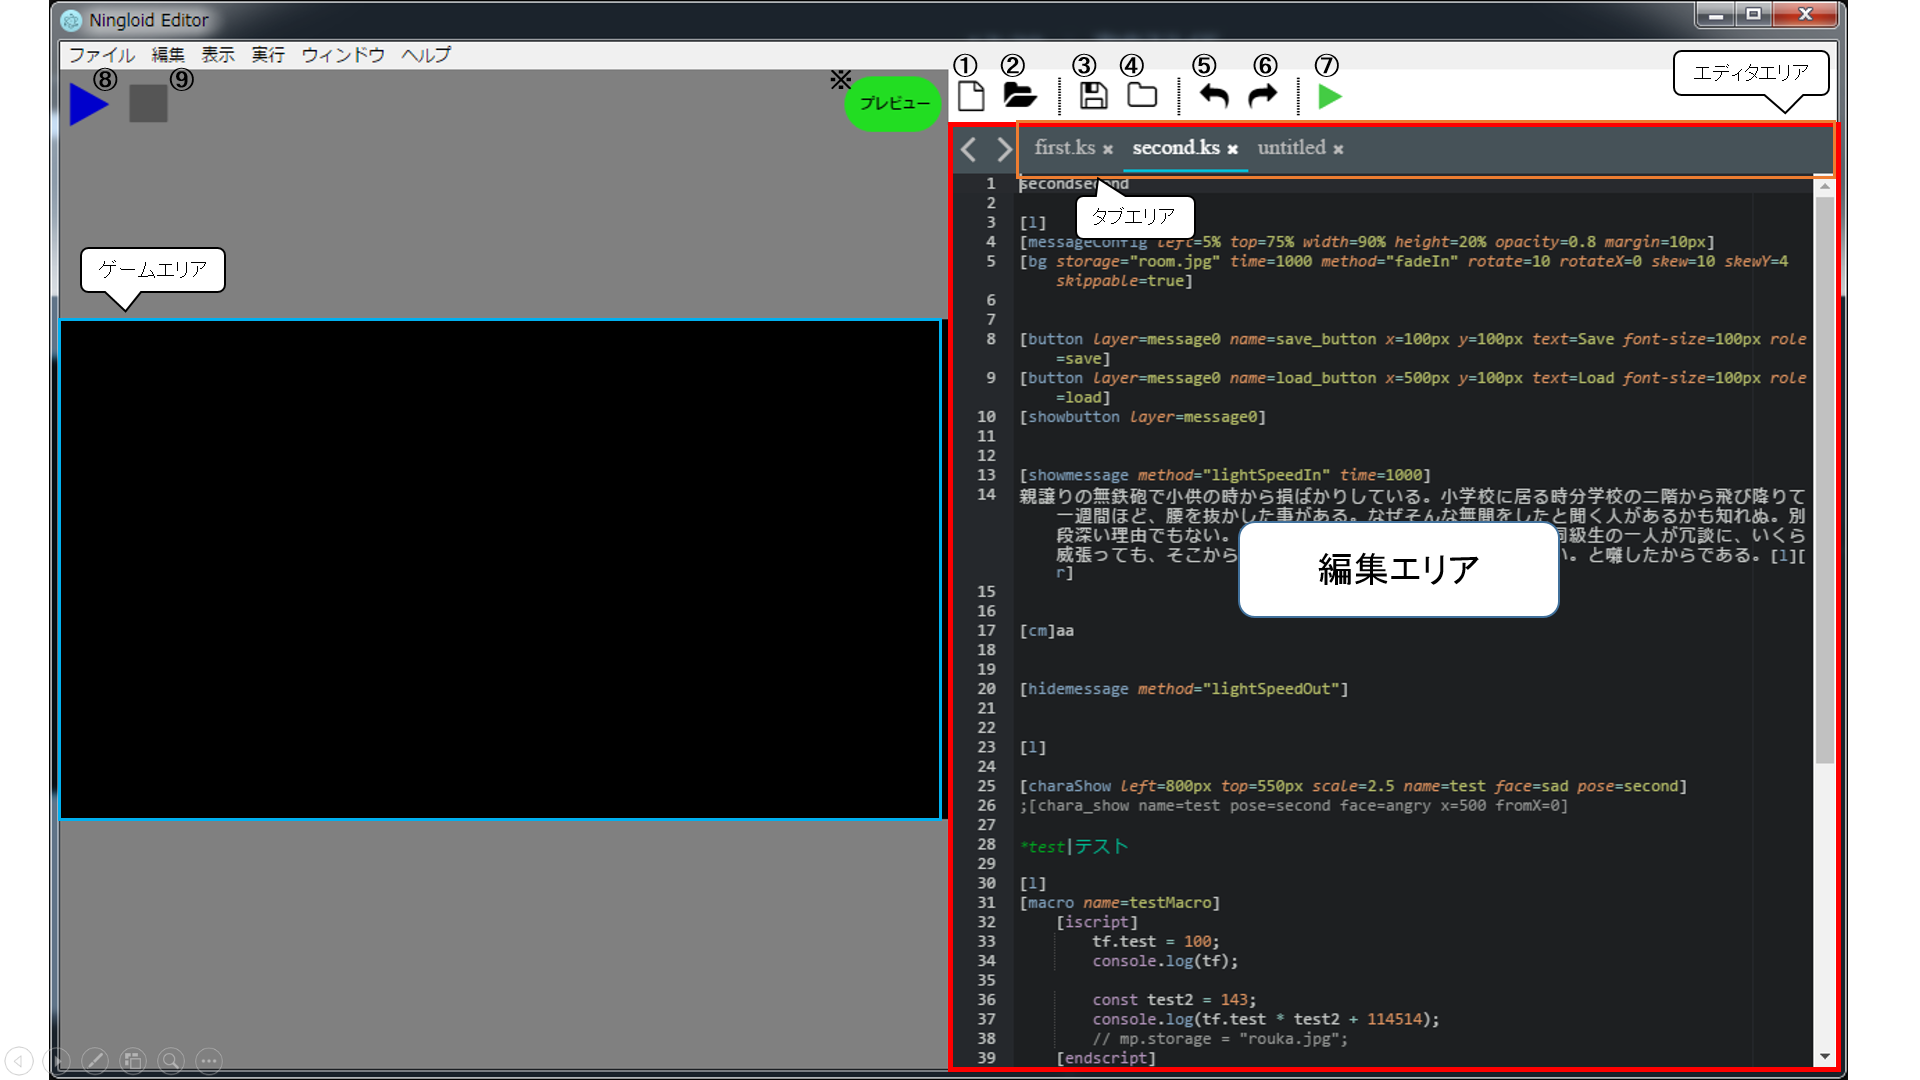 Ningloid Editor
ファイル 編集 表示 実行 ウィンドウ ヘルプ
⑧ ⑨ ※ プレビュー
① ② ③ ④ ⑤ ⑥ ⑦
エディタエリア
first.ks × second.ks × untitled ×
タブエリア
ゲームエリア
1 secondsecond
2
3 [l]
4 [messageConfig left=5% top=75% width=90% height=20% opacity=0.8 margin=10px]
5 [bg storage="room.jpg" time=1000 method="fadeIn" rotate=10 rotateX=0 skew=10 skewY=4
skippable=true]
6
7
8 [button layer=message0 name=save_button x=100px y=100px text=Save font-size=100px role
=save]
9 [button layer=message0 name=load_button x=500px y=100px text=Load font-size=100px role
=load]
10 [showbutton layer=message0]
11
12
13 [showmessage method="lightSpeedIn" time=1000]
14 親譲りの無鉄砲で小供の時から損ばかりしている。小学校に居る時分学校の二階から飛び降りて
一週間ほど、腰を抜かした事がある。なぜそんな無闇をしたと聞く人があるかも知れぬ。別
段深い理由でもない。 同級生の一人が冗談に、いくら
威張っても、そこから い。と囃したからである。[l][
r]
編集エリア
15
16
17 [cm]aa
18
19
20 [hidemessage method="lightSpeedOut"]
21
22
23 [l]
24
25 [charaShow left=800px top=550px scale=2.5 name=test face=sad pose=second]
26 ;[chara_show name=test pose=second face=angry x=500 fromX=0]
27
28 *test|テスト
29
30 [l]
31 [macro name=testMacro]
32 [iscript]
33 tf.test = 100;
34 console.log(tf);
35
36 const test2 = 143;
37 console.log(tf.test * test2 + 114514);
38 // mp.storage = "rouka.jpg";
39 [endscript]